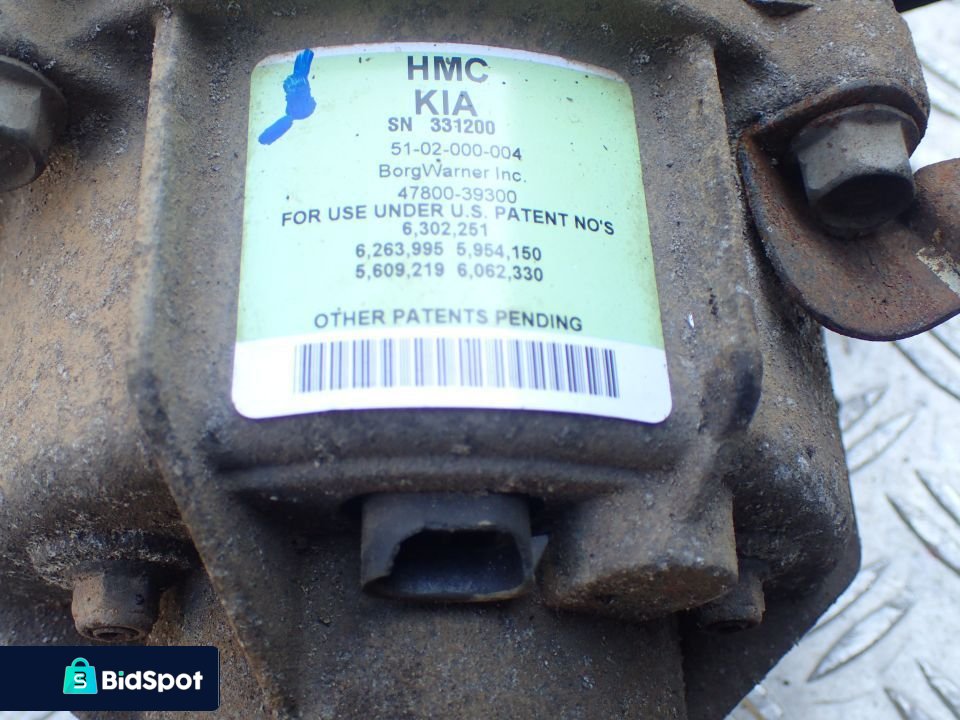 HMC
KIA
SN 331200
51-02-000-004
BorgWarner Inc.
47800-39300
FOR USE UNDER U.S. PATENT NO'S
6,302,251
6,263,995 5,954,150
5,609,219 6,062,330
OTHER PATENTS PENDING
BidSpot